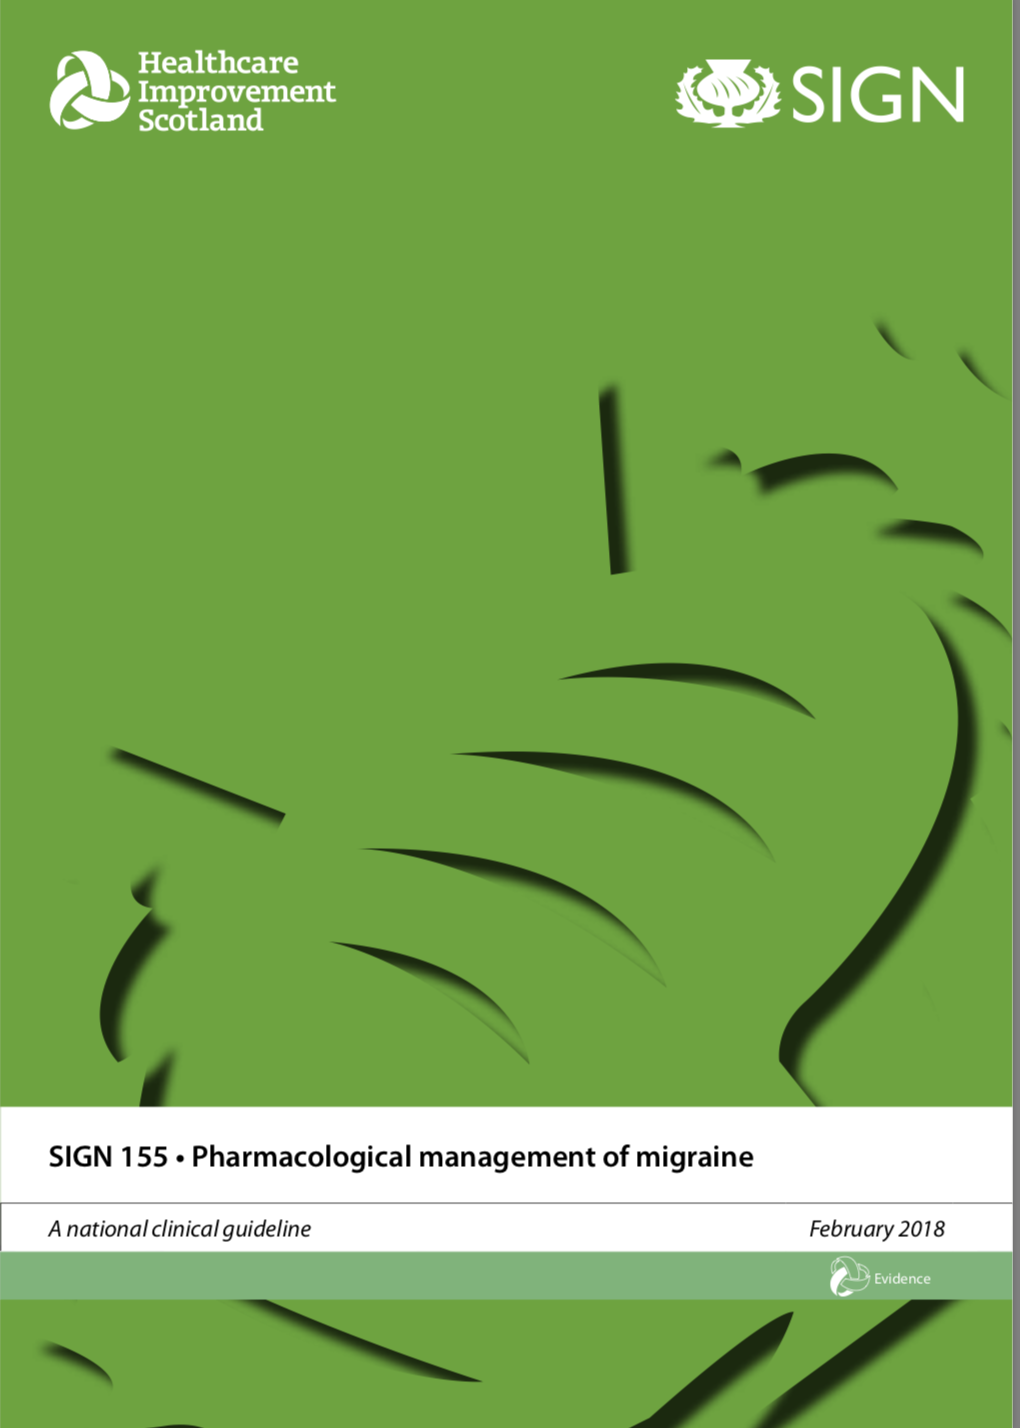 Healthcare
Improvement
Scotland
SIGN
SIGN 155 • Pharmacological management of migraine
A national clinical guideline
February 2018
Evidence